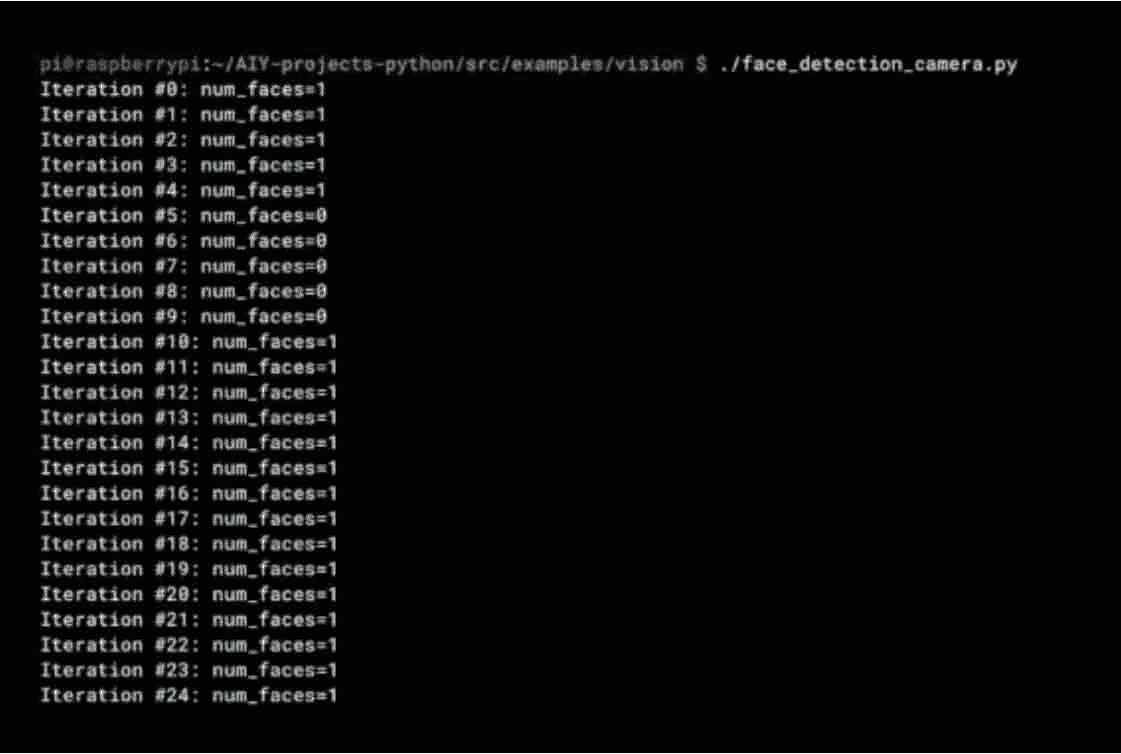 pi@raspberrypi:~/AIY-projects-python/src/examples/vision $ ./face_detection_camera.py
Iteration #0: num_faces=1
Iteration #1: num_faces=1
Iteration #2: num_faces=1
Iteration #3: num_faces=1
Iteration #4: num_faces=1
Iteration #5: num_faces=0
Iteration #6: num_faces=0
Iteration #7: num_faces=0
Iteration #8: num_faces=0
Iteration #9: num_faces=0
Iteration #10: num_faces=1
Iteration #11: num_faces=1
Iteration #12: num_faces=1
Iteration #13: num_faces=1
Iteration #14: num_faces=1
Iteration #15: num_faces=1
Iteration #16: num_faces=1
Iteration #17: num_faces=1
Iteration #18: num_faces=1
Iteration #19: num_faces=1
Iteration #20: num_faces=1
Iteration #21: num_faces=1
Iteration #22: num_faces=1
Iteration #23: num_faces=1
Iteration #24: num_faces=1